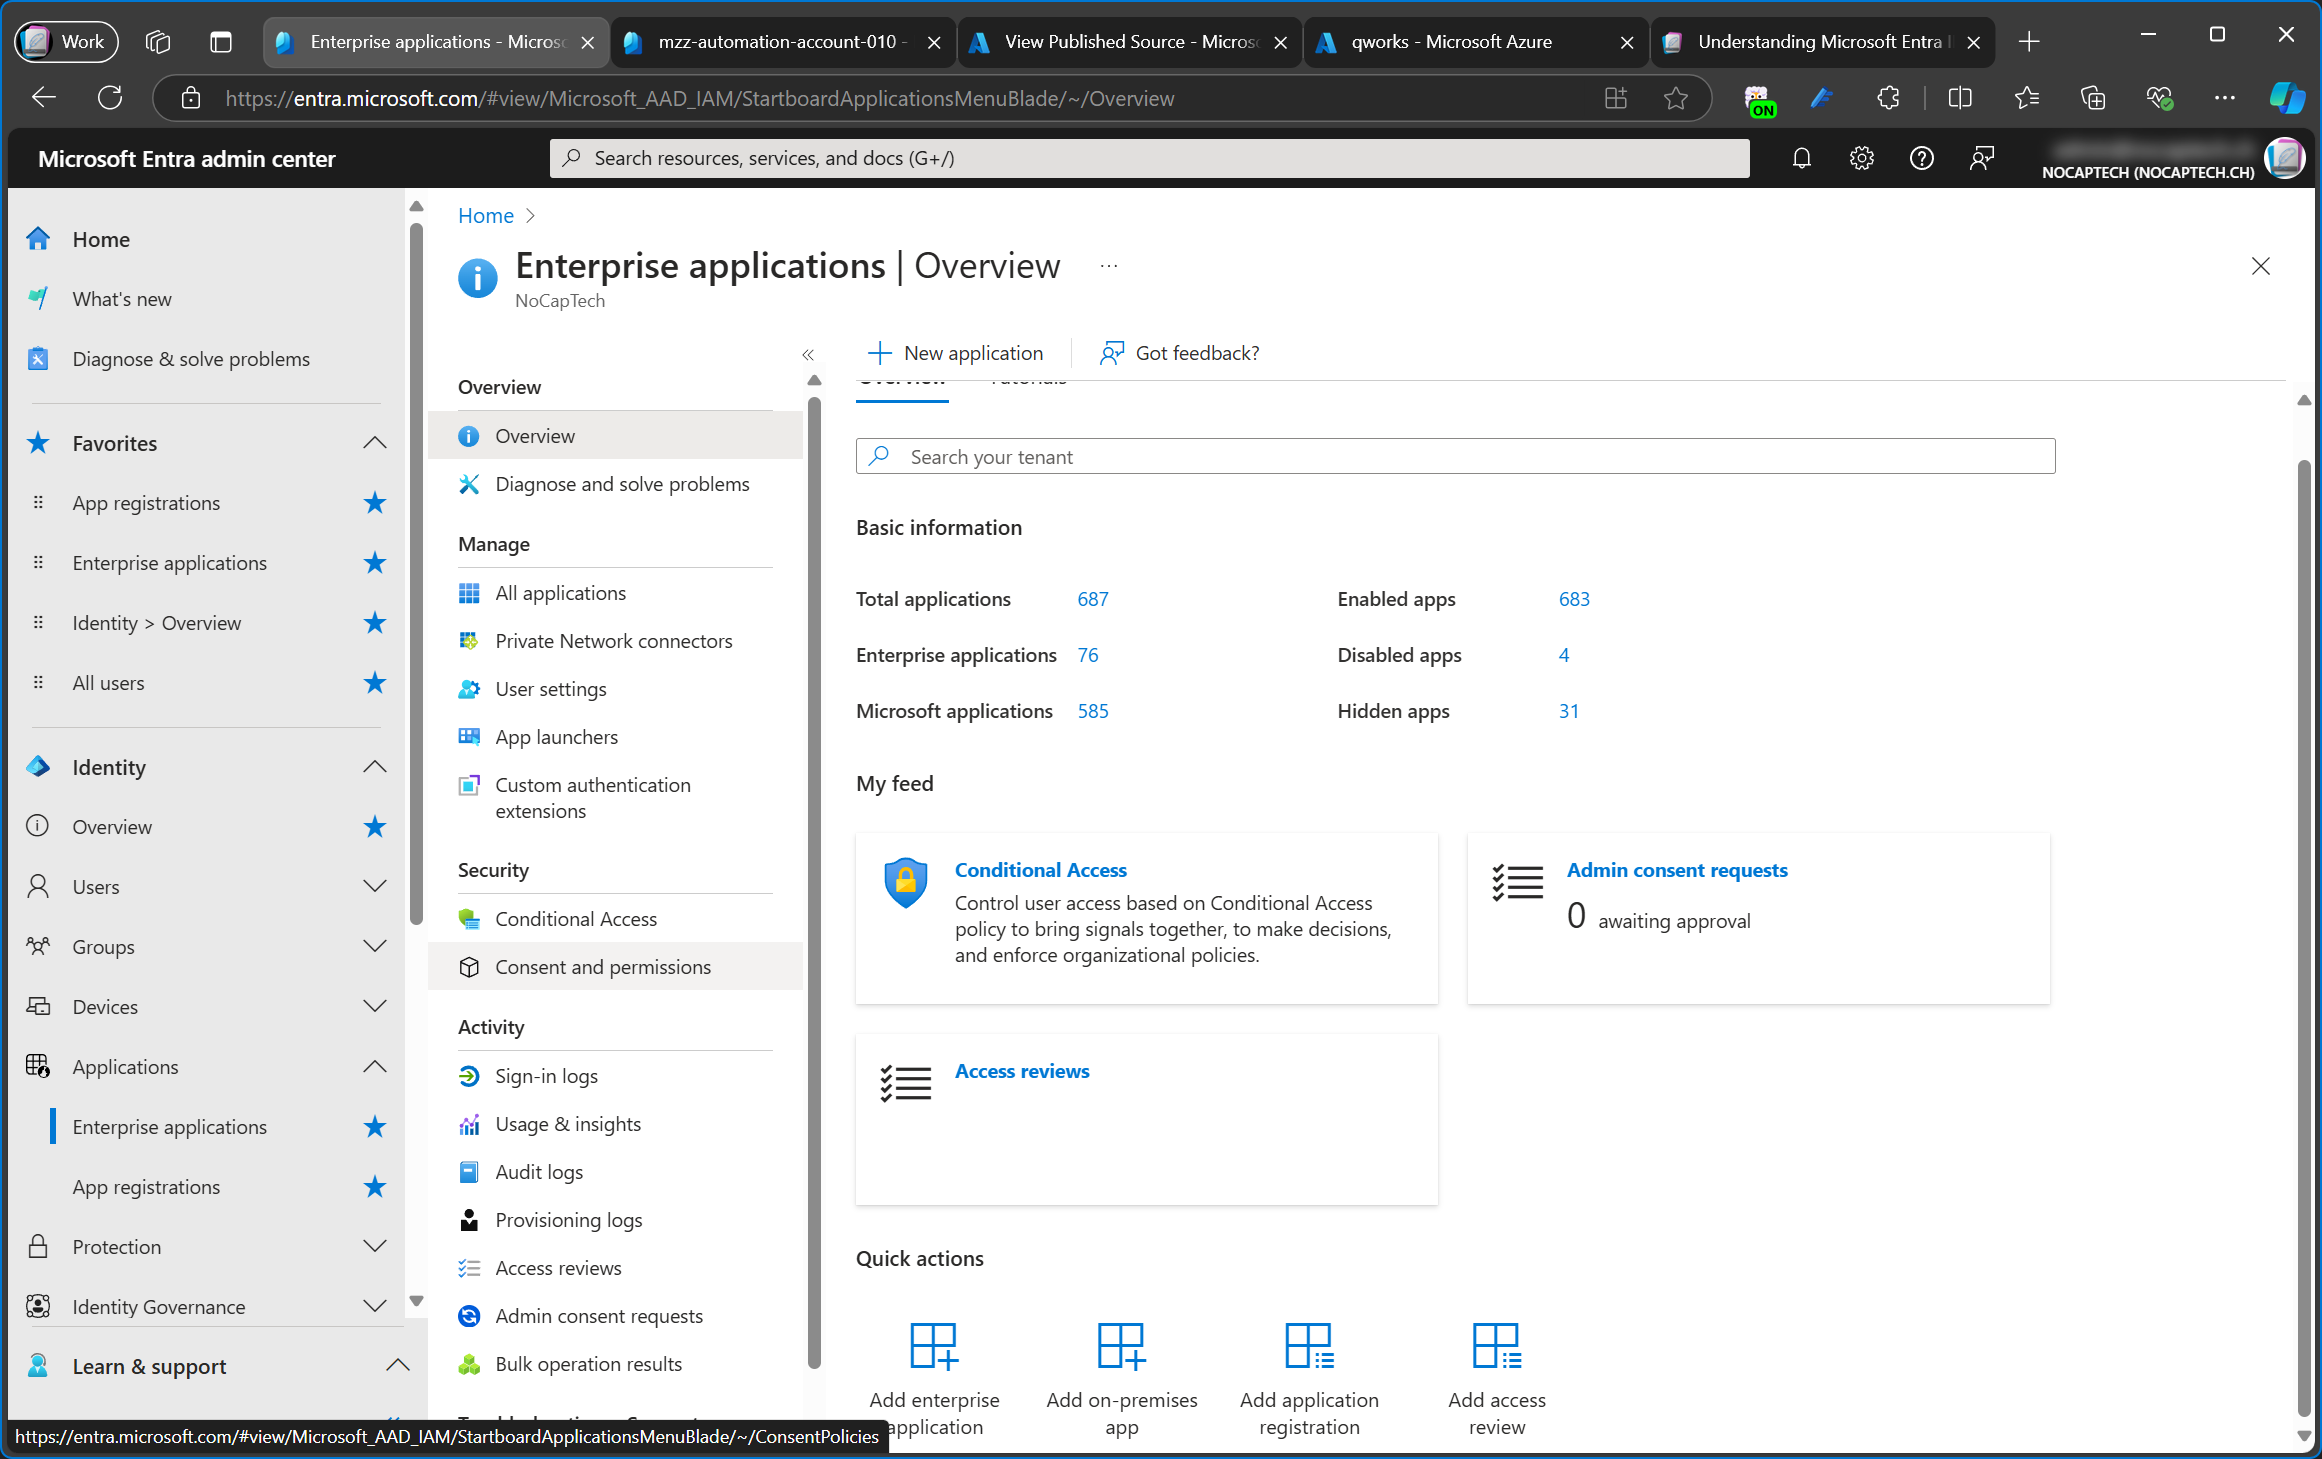 Work
Enterprise applications - Microso
mzz-automation-account-010 -
View Published Source - Microso
qworks - Microsoft Azure
Understanding Microsoft Entra I
https://entra.microsoft.com/#view/Microsoft_AAD_IAM/StartboardApplicationsMenuBlade/~/Overview
ON
Microsoft Entra admin center
Search resources, services, and docs (G+/)
NOCAPTECH (NOCAPTECH.CH)
Home
What's new
Diagnose & solve problems
Favorites
App registrations
Enterprise applications
Identity > Overview
All users
Identity
Overview
Users
Groups
Devices
Applications
Enterprise applications
App registrations
Protection
Identity Governance
Learn & support
Home
Enterprise applications | Overview
...
NoCapTech
Overview
Overview
Diagnose and solve problems
Manage
All applications
Private Network connectors
User settings
App launchers
Custom authentication
extensions
Security
Conditional Access
Consent and permissions
Activity
Sign-in logs
Usage & insights
Audit logs
Provisioning logs
Access reviews
Admin consent requests
Bulk operation results
New application
Got feedback?
Overview
Tutorials
Search your tenant
Basic information
Total applications 687
Enabled apps 683
Enterprise applications 76
Disabled apps 4
Microsoft applications 585
Hidden apps 31
My feed
Conditional Access
Control user access based on Conditional Access
policy to bring signals together, to make decisions,
and enforce organizational policies.
Admin consent requests
0 awaiting approval
Access reviews
Quick actions
Add enterprise
application
Add on-premises
app
Add application
registration
Add access
review
https://entra.microsoft.com/#view/Microsoft_AAD_IAM/StartboardApplicationsMenuBlade/~/ConsentPolicies